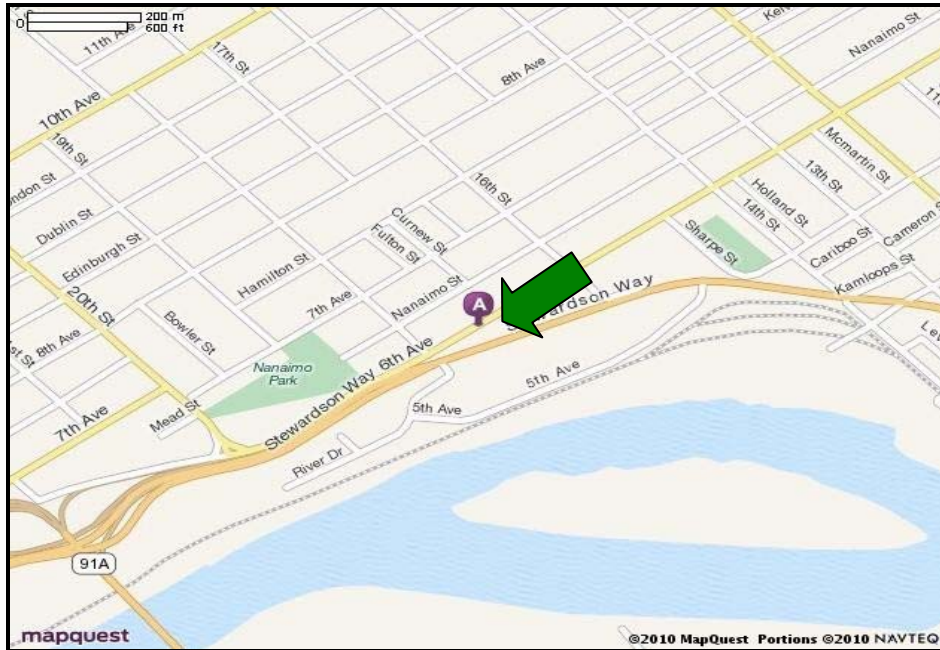 0
200 m
600 ft
11th Ave
17th St
8th Ave
Nanaimo St
10th Ave
19th St
16th St
Mcmartin St
13th St
Holland St
14th St
Dublin St
Curnew St
Fulton St
Sharpe St
Cariboo St
Edinburgh St
Hamilton St
Nanaimo St
Kamloops St
20th St
7th Ave
A
Stewardson Way
Bowler St
8th Ave
6th Ave
Nanaimo
Park
5th Ave
Mead St
7th Ave
Stewardson Way
5th Ave
River Dr
91A
mapquest
©2010 MapQuest Portions ©2010 NAVTEQ